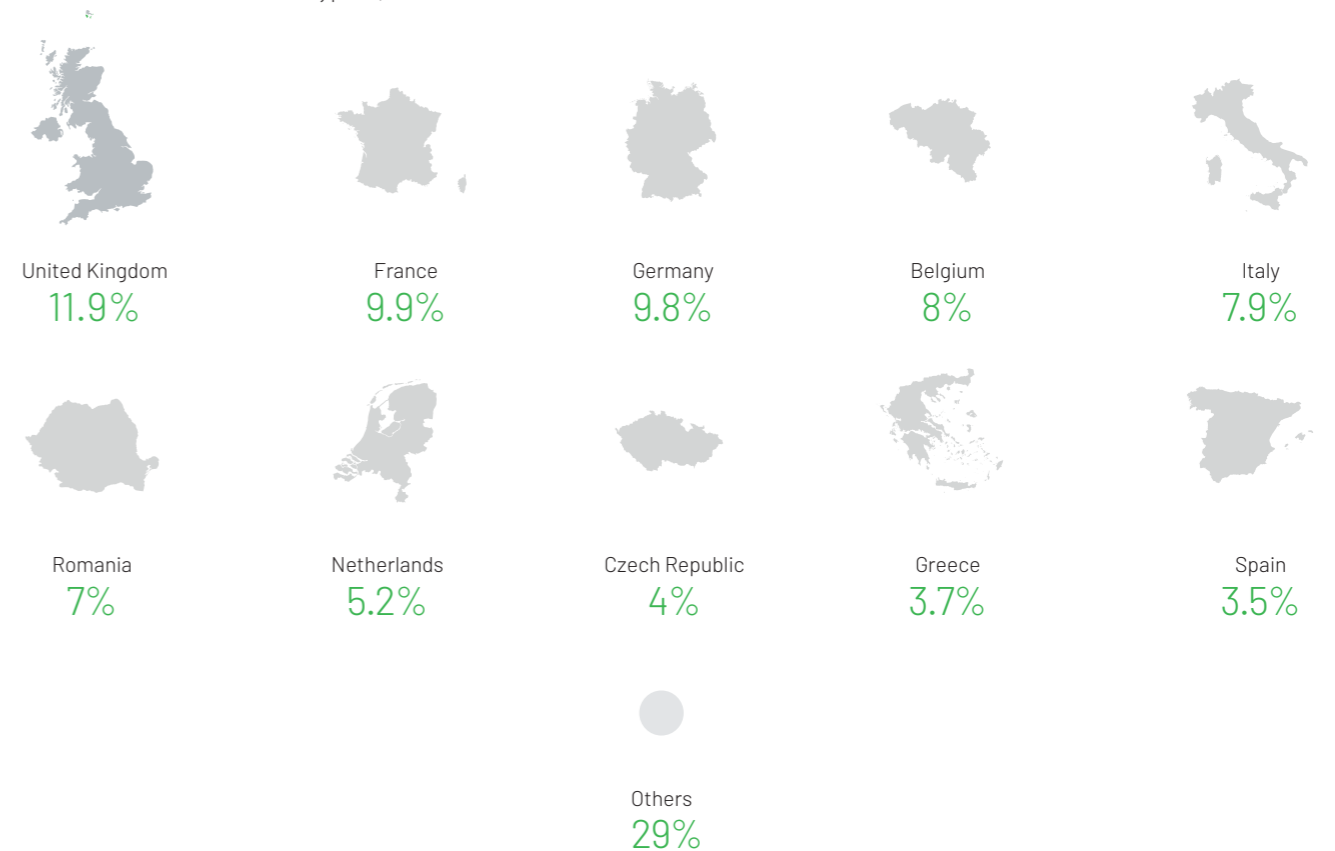 United Kingdom
11.9%
France
9.9%
Germany
9.8%
Belgium
8%
Italy
7.9%
Romania
7%
Netherlands
5.2%
Czech Republic
4%
Greece
3.7%
Spain
3.5%
Others
29%